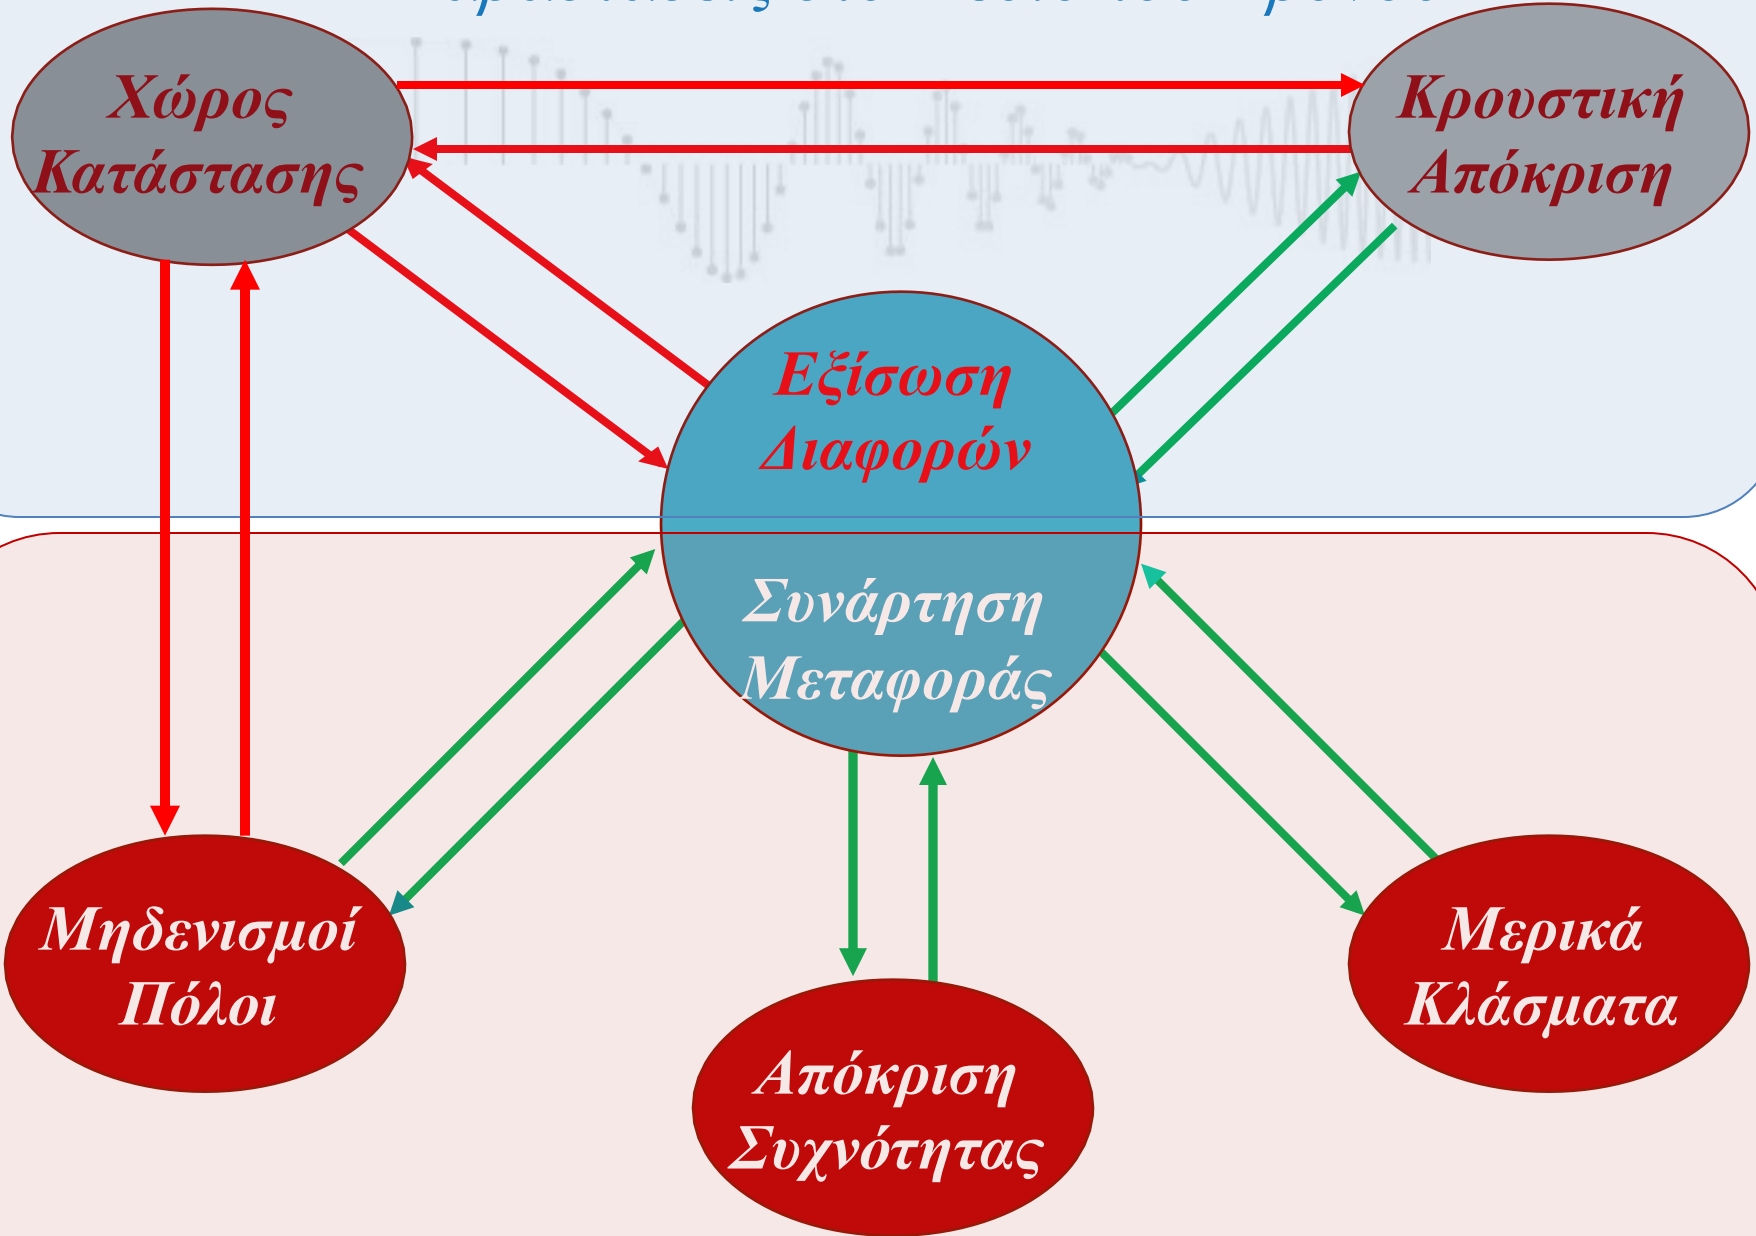 Χώρος
Κατάστασης
Κρουστική
Απόκριση
Εξίσωση
Διαφορών
Συνάρτηση
Μεταφοράς
Μηδενισμοί
Πόλοι
Απόκριση
Συχνότητας
Μερικά
Κλάσματα